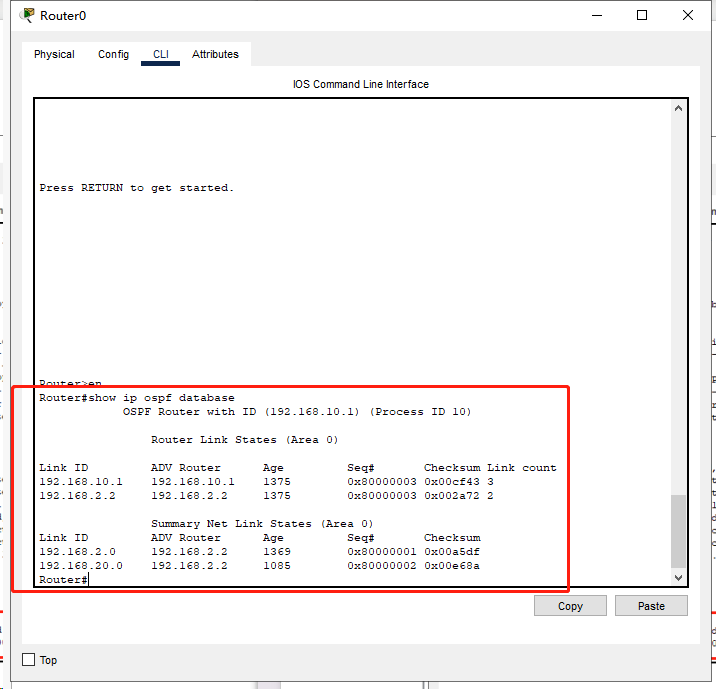 Router0
Physical Config CLI Attributes
IOS Command Line Interface
Press RETURN to get started.
Router>en
Router#show ip ospf database
OSPF Router with ID (192.168.10.1) (Process ID 10)
Router Link States (Area 0)
Link ID ADV Router Age Seq# Checksum Link count
192.168.10.1 192.168.10.1 1375 0x80000003 0x00cf43 3
192.168.2.2 192.168.2.2 1375 0x80000003 0x002a72 2
Summary Net Link States (Area 0)
Link ID ADV Router Age Seq# Checksum
192.168.2.0 192.168.2.2 1369 0x80000001 0x00a5df
192.168.20.0 192.168.2.2 1085 0x80000002 0x00e68a
Router#
Copy Paste
Top